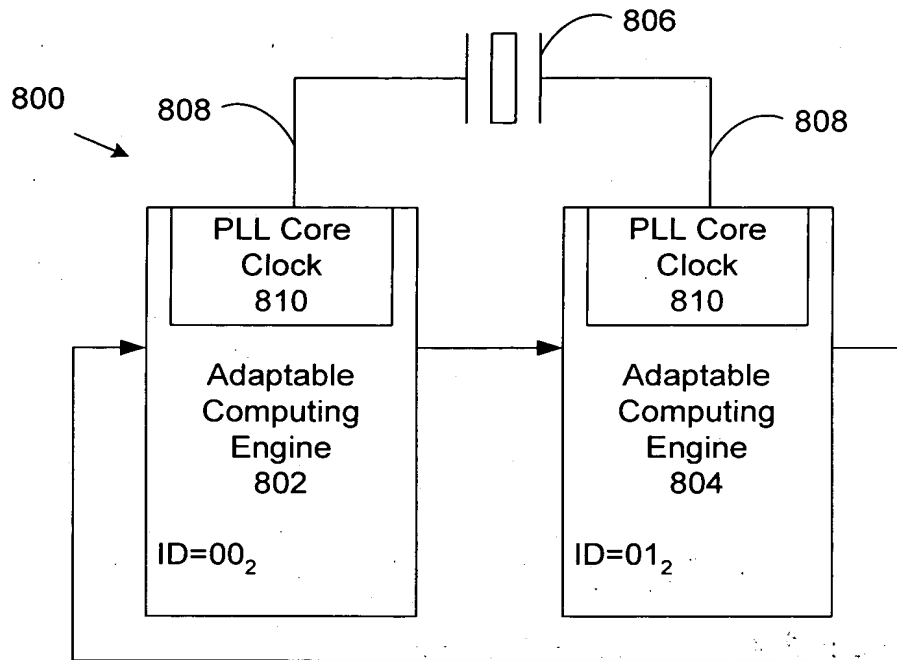 806
800
808
808
PLL Core
Clock
810
PLL Core
Clock
810
Adaptable
Computing
Engine
802
Adaptable
Computing
Engine
804
ID=00₂
ID=01₂